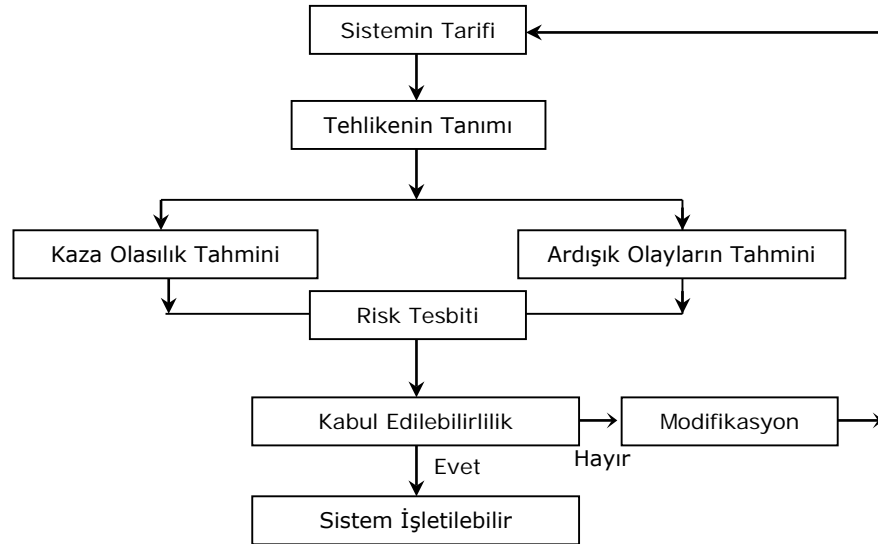 Sistemin Tarifi
Tehlikenin Tanımı
Kaza Olasılık Tahmini
Ardışık Olayların Tahmini
Risk Tesbiti
Kabul Edilebilirlilik
Modifikasyon
Evet
Hayır
Sistem İşletilebilir